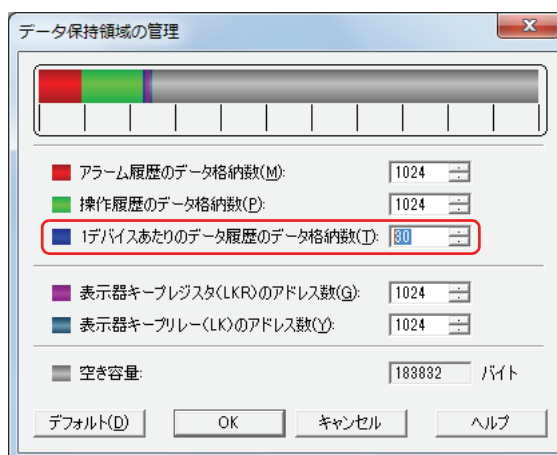 データ保持領域の管理
アラーム履歴のデータ格納数(M): 1024
操作履歴のデータ格納数(P): 1024
1デバイスあたりのデータ履歴のデータ格納数(T): 30
表示器キープレジスタ(LKR)のアドレス数(G): 1024
表示器キープリレー(LK)のアドレス数(Y): 1024
空き容量: 183832 バイト
デフォルト(D) OK キャンセル ヘルプ